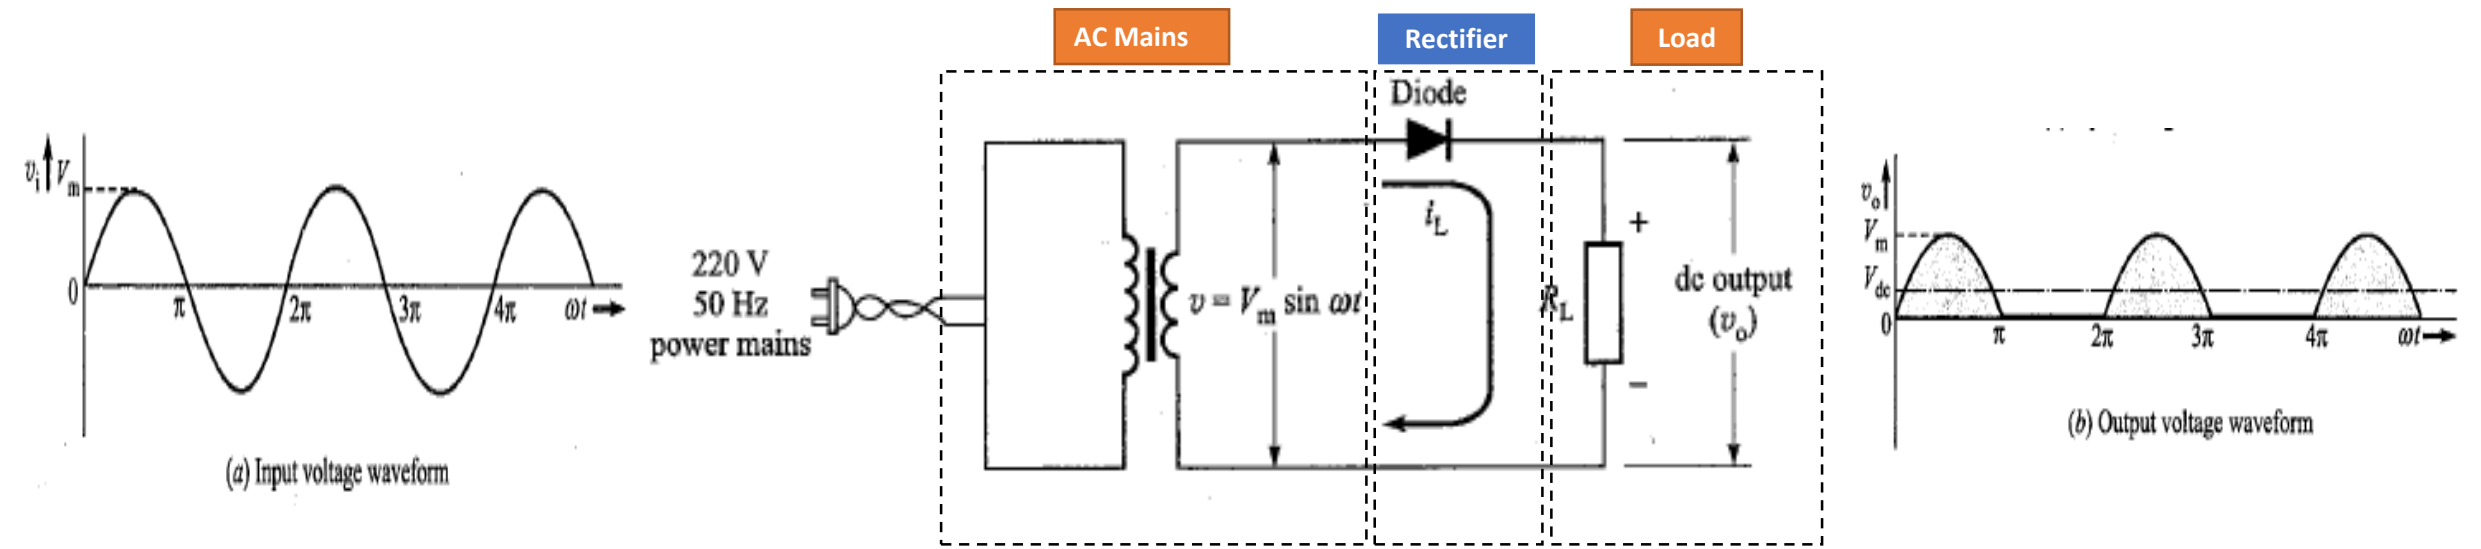 AC Mains
Rectifier
Load
v_i V_m
0
π
2π
3π
4π
ωt
(a) Input voltage waveform
220 V
50 Hz
power mains
v = V_m sin ωt
Diode
i_L
R_L
+
−
dc output
(v_o)
v_o
V_m
V_dc
0
π
2π
3π
4π
ωt
(b) Output voltage waveform